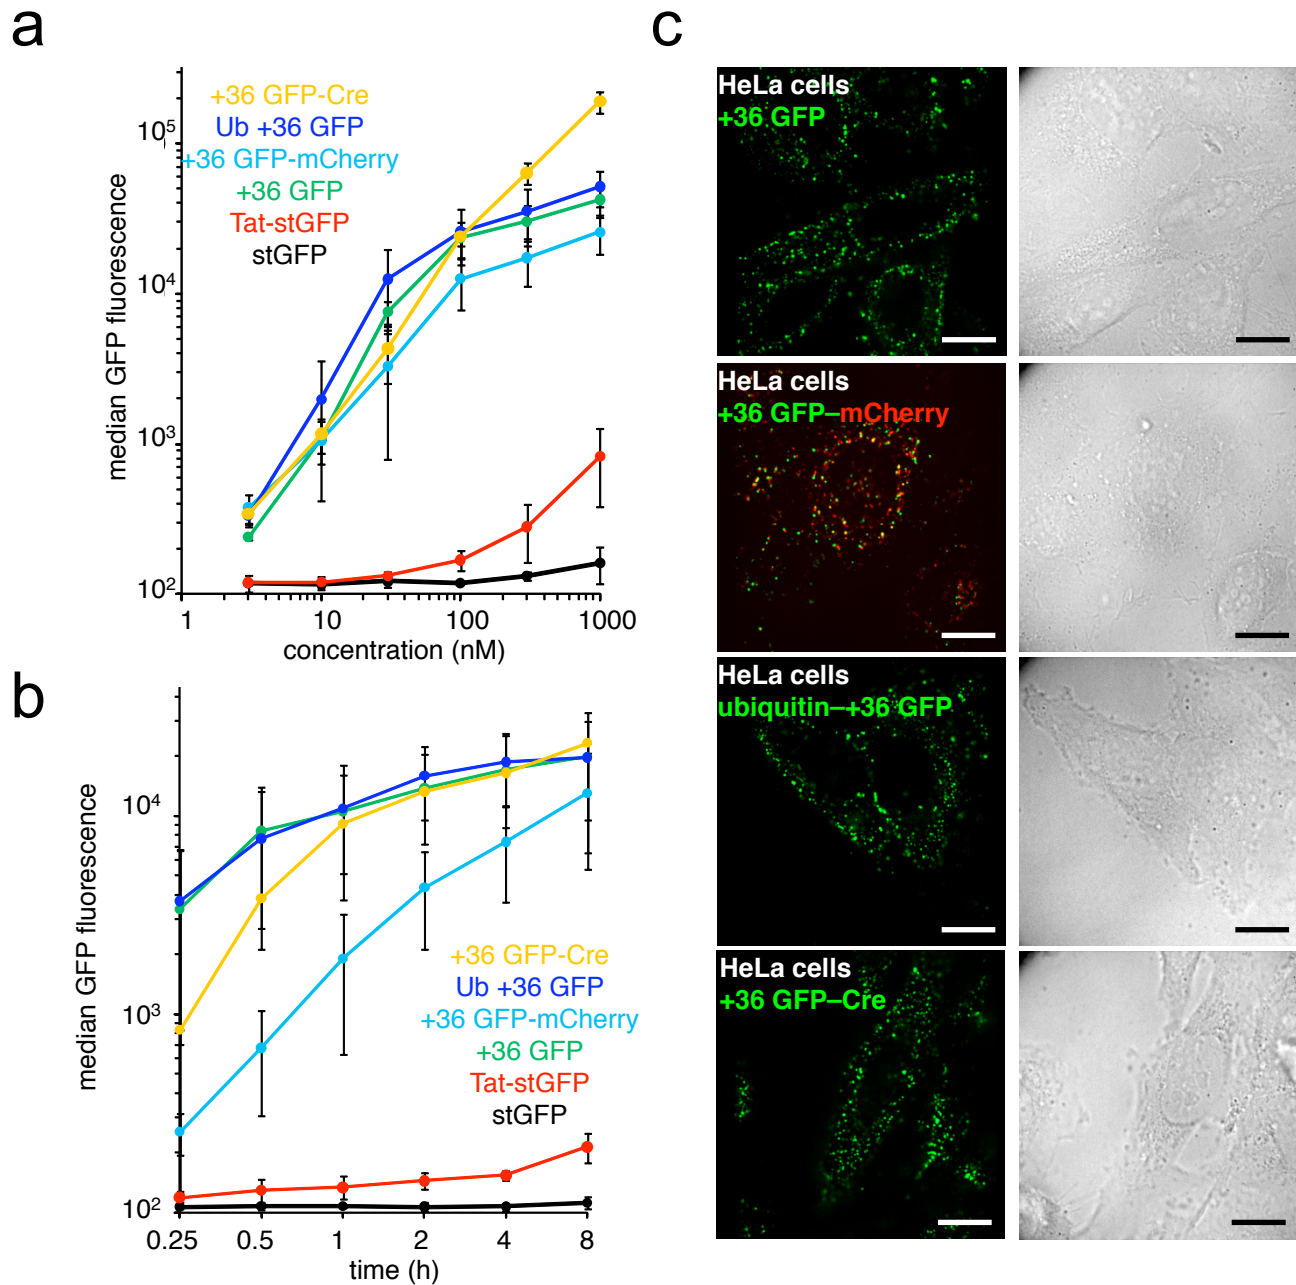 a
+36 GFP-Cre
Ub +36 GFP
+36 GFP-mCherry
+36 GFP
Tat-stGFP
stGFP
median GFP fluorescence
10^5
10^4
10^3
10^2
1
10
100
1000
concentration (nM)
b
median GFP fluorescence
10^4
10^3
10^2
+36 GFP-Cre
Ub +36 GFP
+36 GFP-mCherry
+36 GFP
Tat-stGFP
stGFP
0.25
0.5
1
2
4
8
time (h)
c
HeLa cells
+36 GFP
HeLa cells
+36 GFP–mCherry
HeLa cells
ubiquitin–+36 GFP
HeLa cells
+36 GFP–Cre